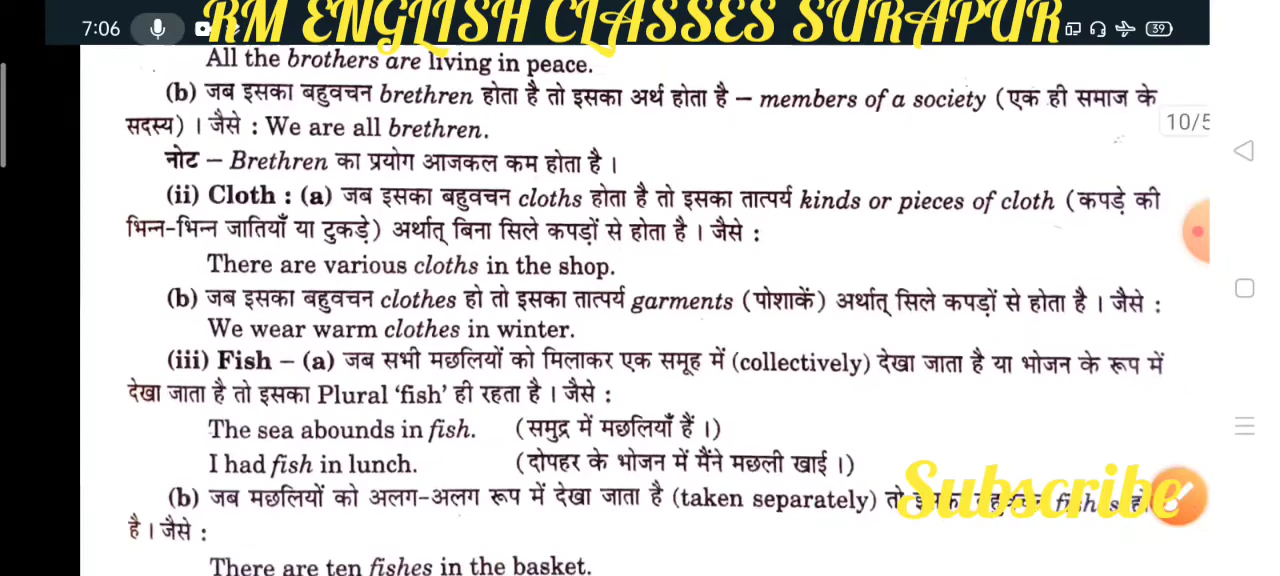 RM ENGLISH CLASSES SURAPUR
7:06
39
All the brothers are living in peace.
(b) जब इसका बहुवचन brethren होता है तो इसका अर्थ होता है – members of a society (एक ही समाज के
सदस्य) । जैसे : We are all brethren.
10/5
नोट – Brethren का प्रयोग आजकल कम होता है ।
(ii) Cloth : (a) जब इसका बहुवचन cloths होता है तो इसका तात्पर्य kinds or pieces of cloth (कपड़े की
भिन्न-भिन्न जातियाँ या टुकड़े) अर्थात् बिना सिले कपड़ों से होता है । जैसे :
There are various cloths in the shop.
(b) जब इसका बहुवचन clothes हो तो इसका तात्पर्य garments (पोशाकें) अर्थात् सिले कपड़ों से होता है । जैसे :
We wear warm clothes in winter.
(iii) Fish – (a) जब सभी मछलियों को मिलाकर एक समूह में (collectively) देखा जाता है या भोजन के रूप में
देखा जाता है तो इसका Plural ‘fish’ ही रहता है । जैसे :
The sea abounds in fish. (समुद्र में मछलियाँ हैं ।)
I had fish in lunch. (दोपहर के भोजन में मैंने मछली खाई ।)
Subscribe
(b) जब मछलियों को अलग-अलग रूप में देखा जाता है (taken separately) तो fishes
है । जैसे :
There are ten fishes in the basket.